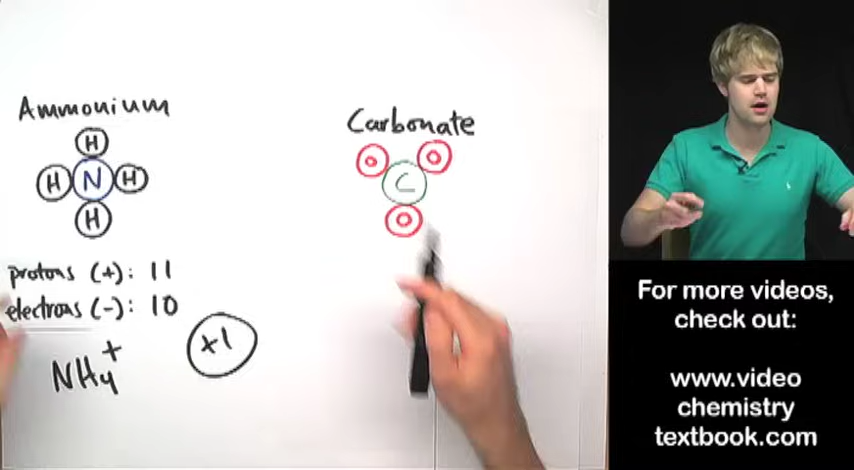 Ammonium
H
H N H
H
protons (+): 11
electrons (-): 10
+1
NH4+
Carbonate
O O
C
O
For more videos,
check out:
www.video
chemistry
textbook.com